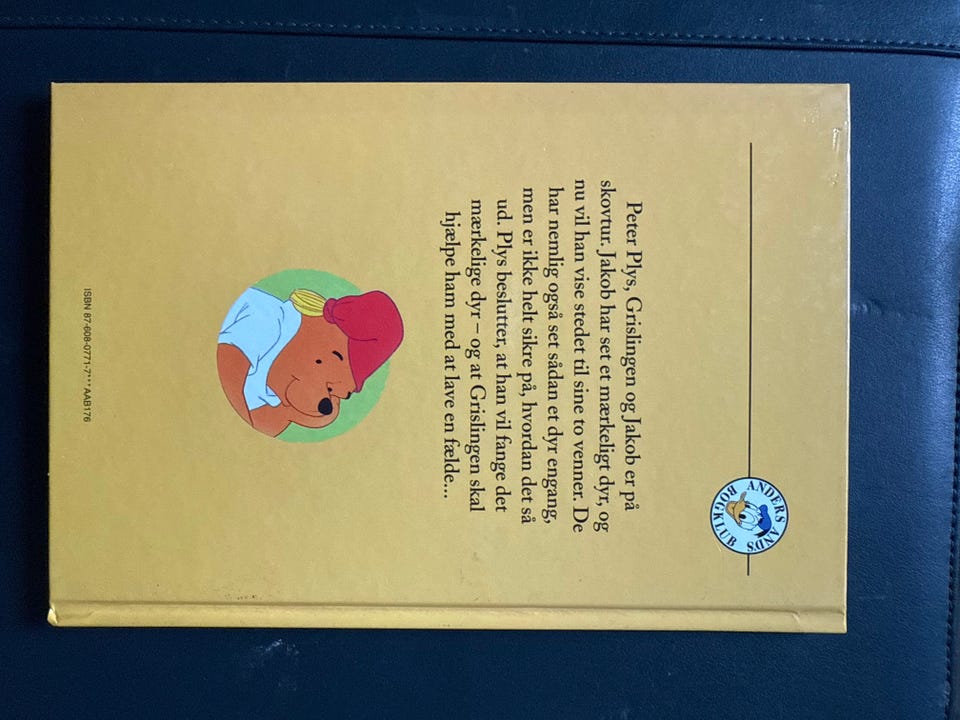 ANDERS AND'S
BOGKLUB
Peter Plys, Grislingen og Jakob er på
skovtur. Jakob har set et mærkeligt dyr, og
nu vil han vise stedet til sine to venner. De
har nemlig også set sådan et dyr engang,
men er ikke helt sikre på, hvordan det så
ud. Plys beslutter, at han vil fange det
mærkelige dyr – og at Grislingen skal
hjælpe ham med at lave en fælde...
ISBN 87-608-0771-7***AAB176